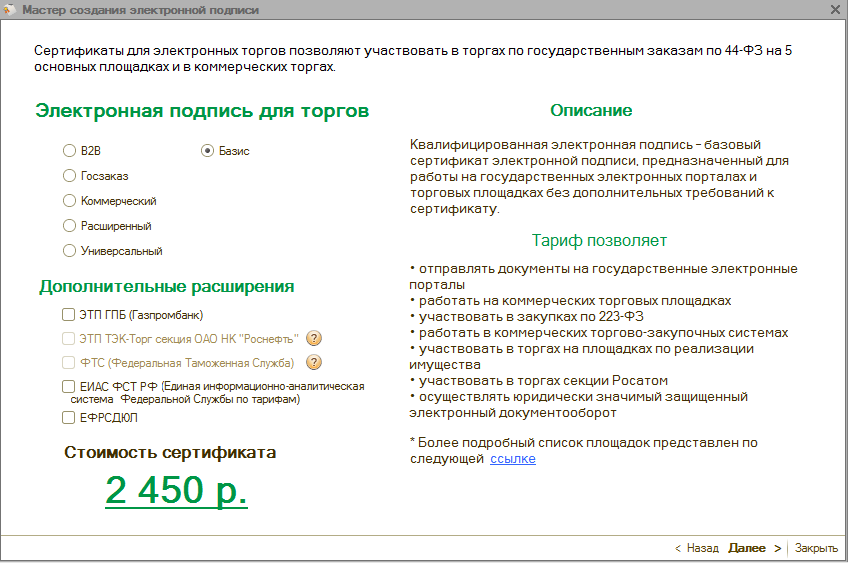 Мастер создания электронной подписи
Сертификаты для электронных торгов позволяют участвовать в торгах по государственным заказам по 44-ФЗ на 5
основных площадках и в коммерческих торгах.
Электронная подпись для торгов
B2B
Базис
Госзаказ
Коммерческий
Расширенный
Универсальный
Дополнительные расширения
ЭТП ГПБ (Газпромбанк)
ЭТП ТЭК-Торг секция ОАО НК "Роснефть" ?
ФТС (Федеральная Таможенная Служба) ?
ЕИАС ФСТ РФ (Единая информационно-аналитическая
система Федеральной Службы по тарифам)
ЕФРСДЮЛ
Стоимость сертификата
2 450 р.
Описание
Квалифицированная электронная подпись – базовый
сертификат электронной подписи, предназначенный для
работы на государственных электронных порталах и
торговых площадках без дополнительных требований к
сертификату.
Тариф позволяет
• отправлять документы на государственные электронные
порталы
• работать на коммерческих торговых площадках
• участвовать в закупках по 223-ФЗ
• работать в коммерческих торгово-закупочных системах
• участвовать в торгах на площадках по реализации
имущества
• участвовать в торгах секции Росатом
• осуществлять юридически значимый защищенный
электронный документооборот
* Более подробный список площадок представлен по
следующей ссылке
< Назад Далее > Закрыть